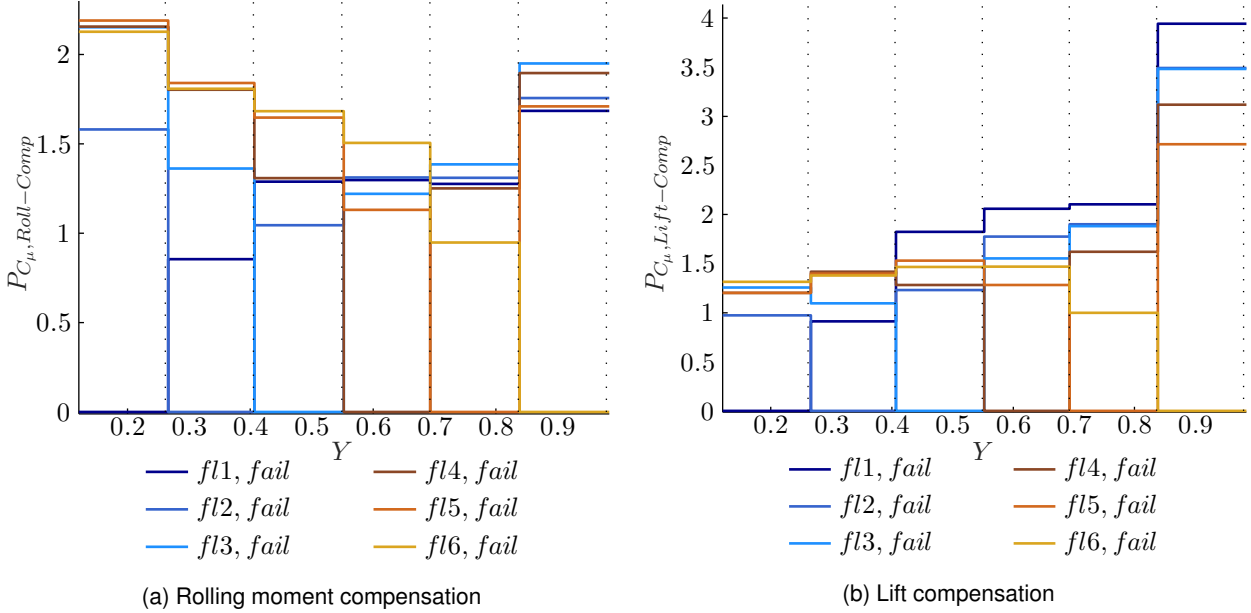 2
1.5
1
0.5
0
P_{C_μ,Roll−Comp}
0.2 0.3 0.4 0.5 0.6 0.7 0.8 0.9
Y
fl1, fail
fl2, fail
fl3, fail
fl4, fail
fl5, fail
fl6, fail
(a) Rolling moment compensation
4
3.5
3
2.5
2
1.5
1
0.5
0
P_{C_μ,Lift−Comp}
0.2 0.3 0.4 0.5 0.6 0.7 0.8 0.9
Y
fl1, fail
fl2, fail
fl3, fail
fl4, fail
fl5, fail
fl6, fail
(b) Lift compensation